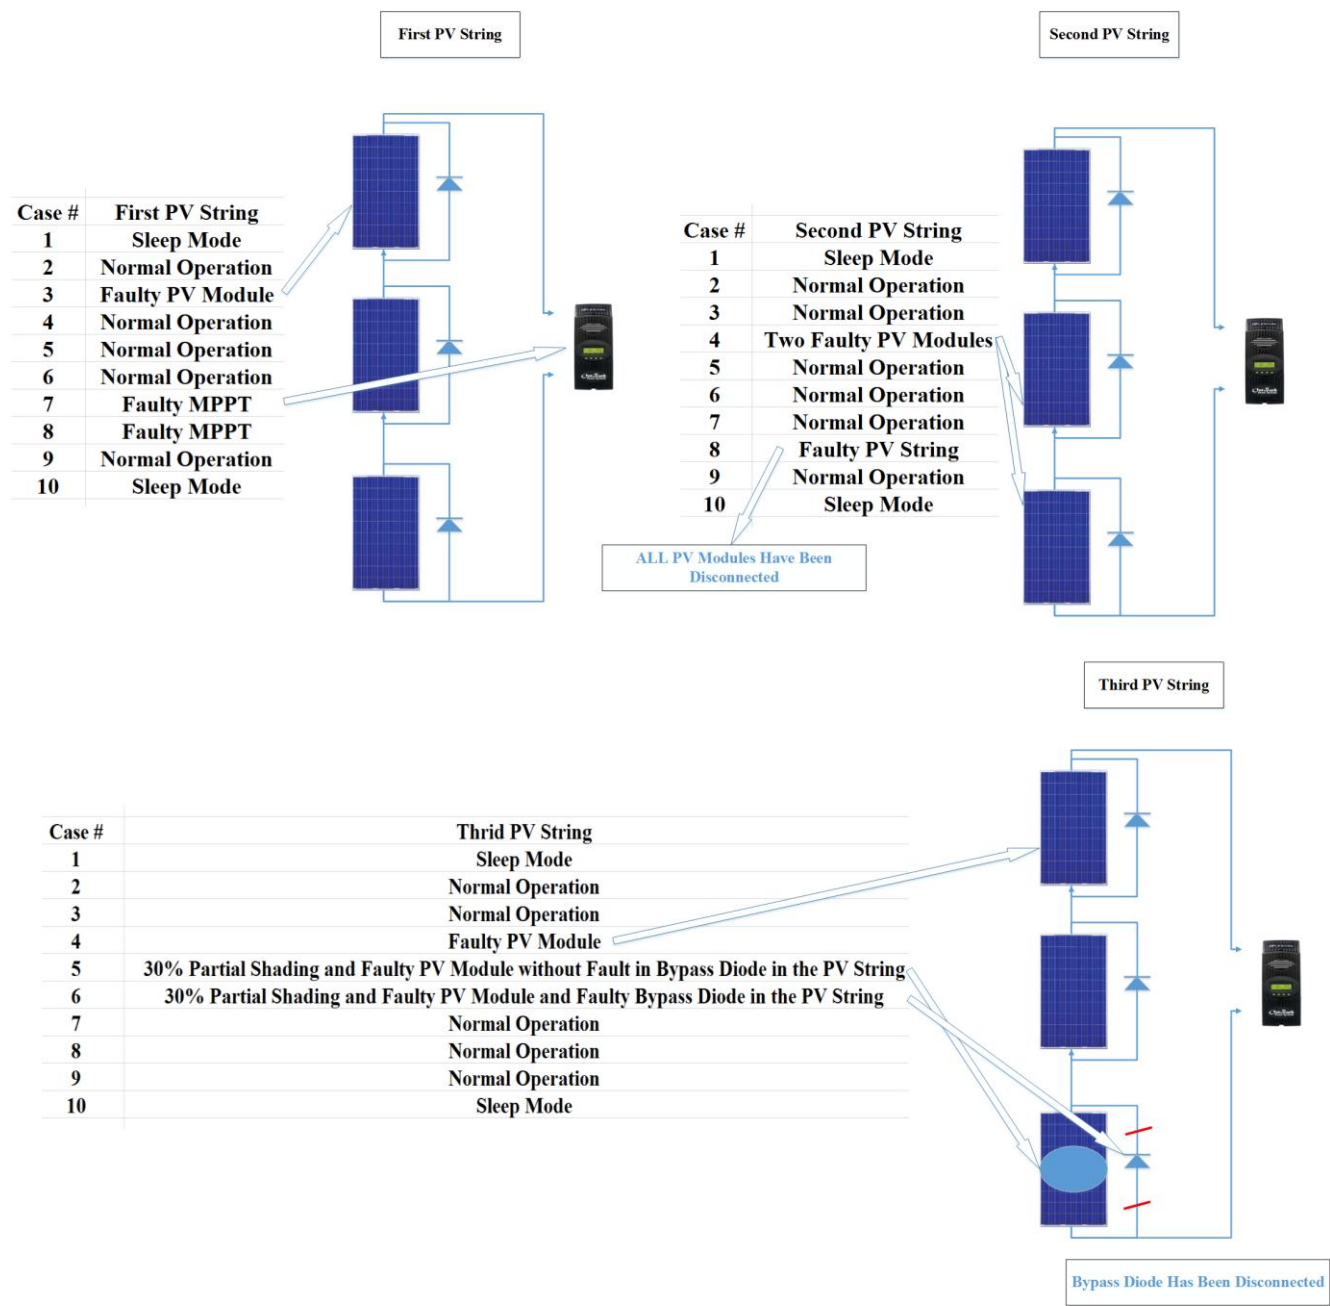 First PV String
Second PV String
Case # First PV String
1 Sleep Mode
2 Normal Operation
3 Faulty PV Module
4 Normal Operation
5 Normal Operation
6 Normal Operation
7 Faulty MPPT
8 Faulty MPPT
9 Normal Operation
10 Sleep Mode
Case # Second PV String
1 Sleep Mode
2 Normal Operation
3 Normal Operation
4 Two Faulty PV Modules
5 Normal Operation
6 Normal Operation
7 Normal Operation
8 Faulty PV String
9 Normal Operation
10 Sleep Mode
ALL PV Modules Have Been
Disconnected
Third PV String
Case # Thrid PV String
1 Sleep Mode
2 Normal Operation
3 Normal Operation
4 Faulty PV Module
5 30% Partial Shading and Faulty PV Module without Fault in Bypass Diode in the PV String
6 30% Partial Shading and Faulty PV Module and Faulty Bypass Diode in the PV String
7 Normal Operation
8 Normal Operation
9 Normal Operation
10 Sleep Mode
Bypass Diode Has Been Disconnected